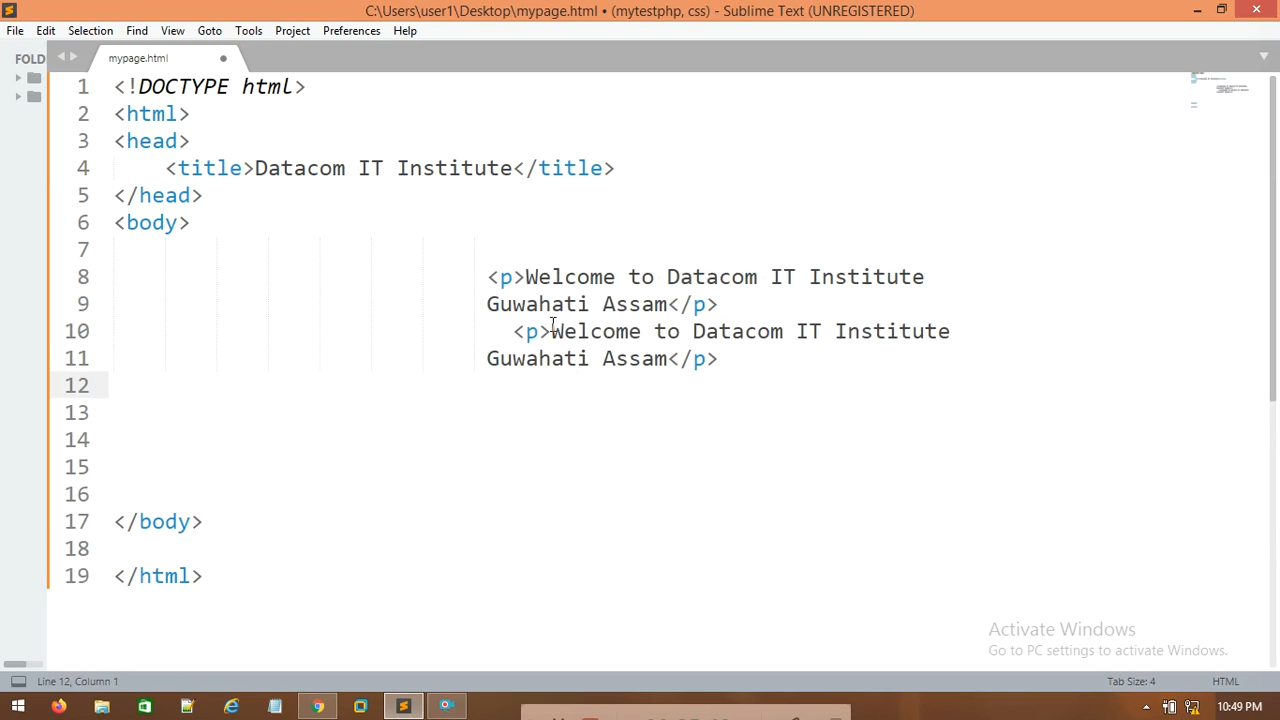 C:\Users\user1\Desktop\mypage.html • (mytestphp, css) - Sublime Text (UNREGISTERED)
File Edit Selection Find View Goto Tools Project Preferences Help
FOLD
mypage.html
1 <!DOCTYPE html>
2 <html>
3 <head>
4 <title>Datacom IT Institute</title>
5 </head>
6 <body>
7
8 <p>Welcome to Datacom IT Institute
9 Guwahati Assam</p>
10 <p>Welcome to Datacom IT Institute
11 Guwahati Assam</p>
12
13
14
15
16
17 </body>
18
19 </html>
Activate Windows
Go to PC settings to activate Windows.
Line 12, Column 1 Tab Size: 4 HTML
10:49 PM